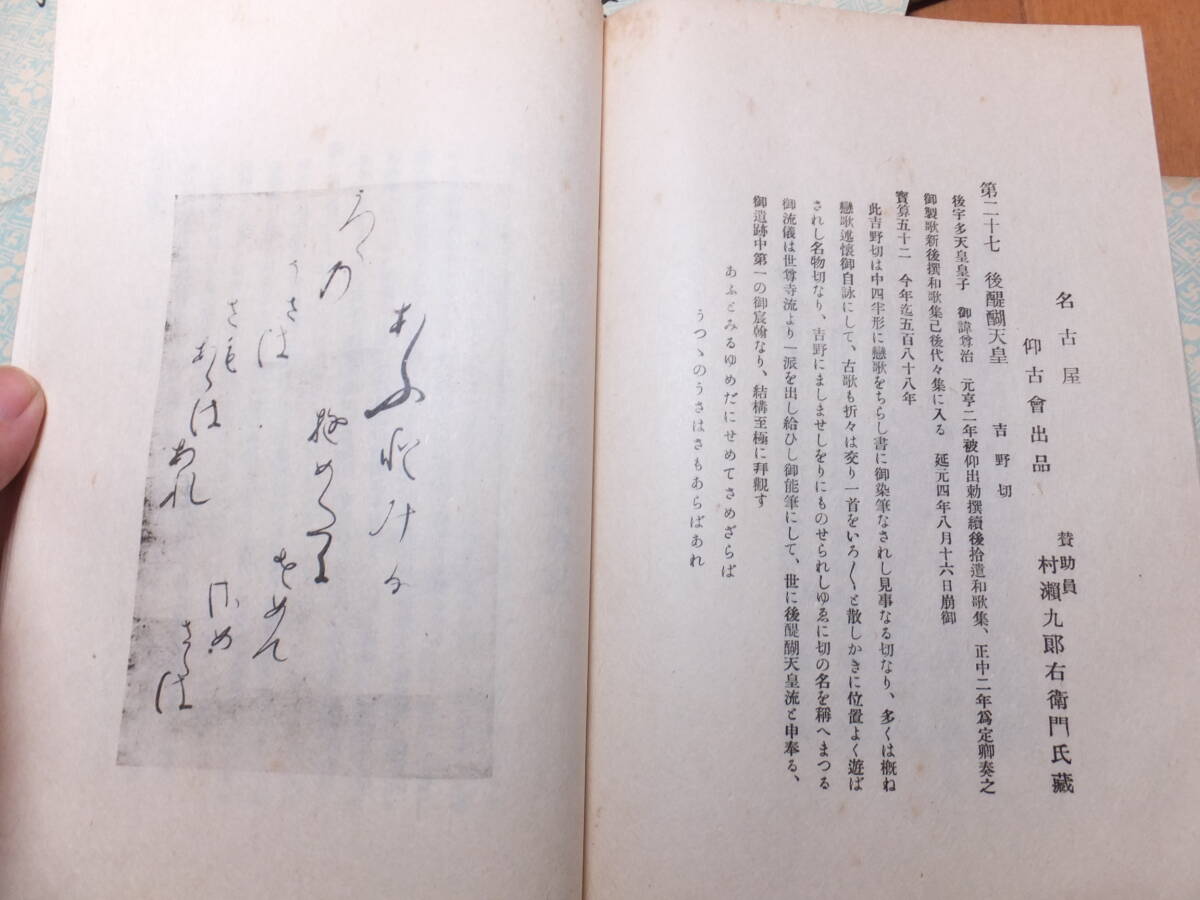 名古屋
仰古會出品
賛助員
村瀨九郎右衛門氏藏
第二十七　後醍醐天皇　吉野切
後宇多天皇皇子　御諱尊治　元亨二年被仰出勅撰續後拾遺和歌集、正中二年爲定卿奏之
御製歌新後撰和歌集已後代々集に入る　延元四年八月十六日崩御
寶算五十二　今年迄五百八十八年
此吉野切は中四半形に戀歌をちらし書に御染筆なされし見事なる切なり、多くは概ね
戀歌述懷御自詠にして、古歌も折々は交り一首をいろ〳〵と散しかきに位置よく遊ば
されし名物切なり、吉野にましませしをりにものせられしゆゑに切の名を稱へまつる
御流儀は世尊寺流より一派を出し給ひし御能筆にして、世に後醍醐天皇流と申奉る、
御遺跡中第一の御宸翰なり、結構至極に拜觀す
あふとみるゆめだにせめてさめざらば
うつゝのうさはさもあらばあれ